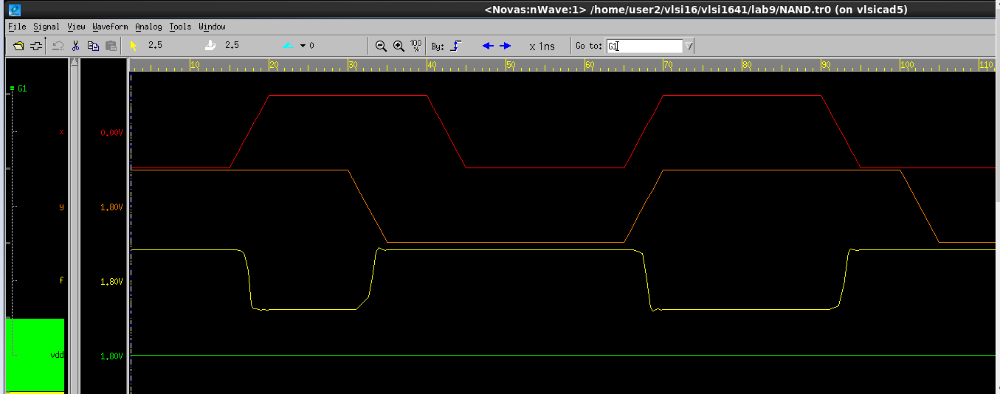 <Novas:nWave:1> /home/user2/vlsi16/vlsi1641/lab9/NAND.tr0 (on vlsicad5)
File Signal View Waveform Analog Tools Window
2.5 2.5 0 100 % By: x 1ns Go to: G1
10 20 30 40 50 60 70 80 90 100 110
G1
x 0.00V
y 1.80V
f 1.80V
vdd 1.80V